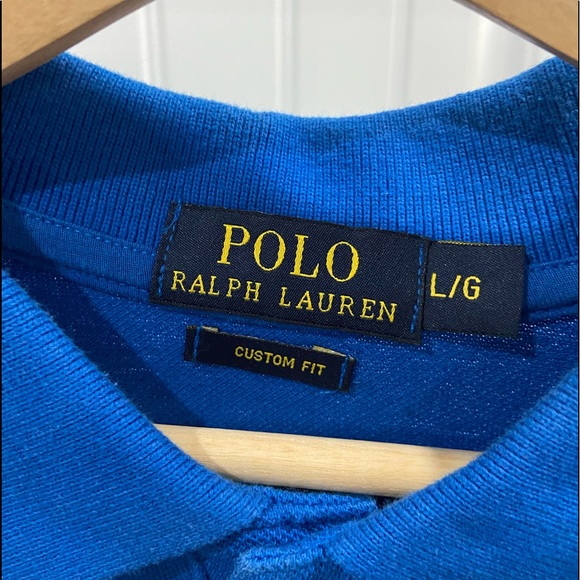 POLO
RALPH LAUREN
L/G
CUSTOM FIT